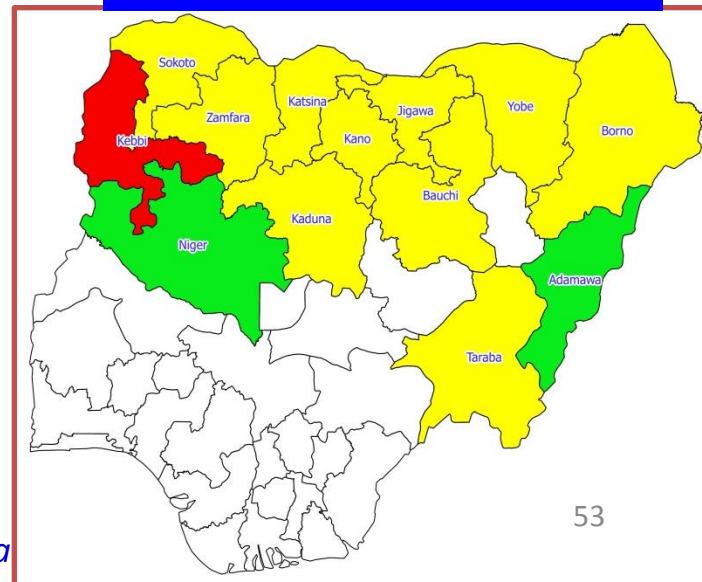 Sokoto
Katsina
Zamfara
Jigawa
Yobe
Kebbi
Kano
Borno
Bauchi
Kaduna
Niger
Adamawa
Taraba
53
a